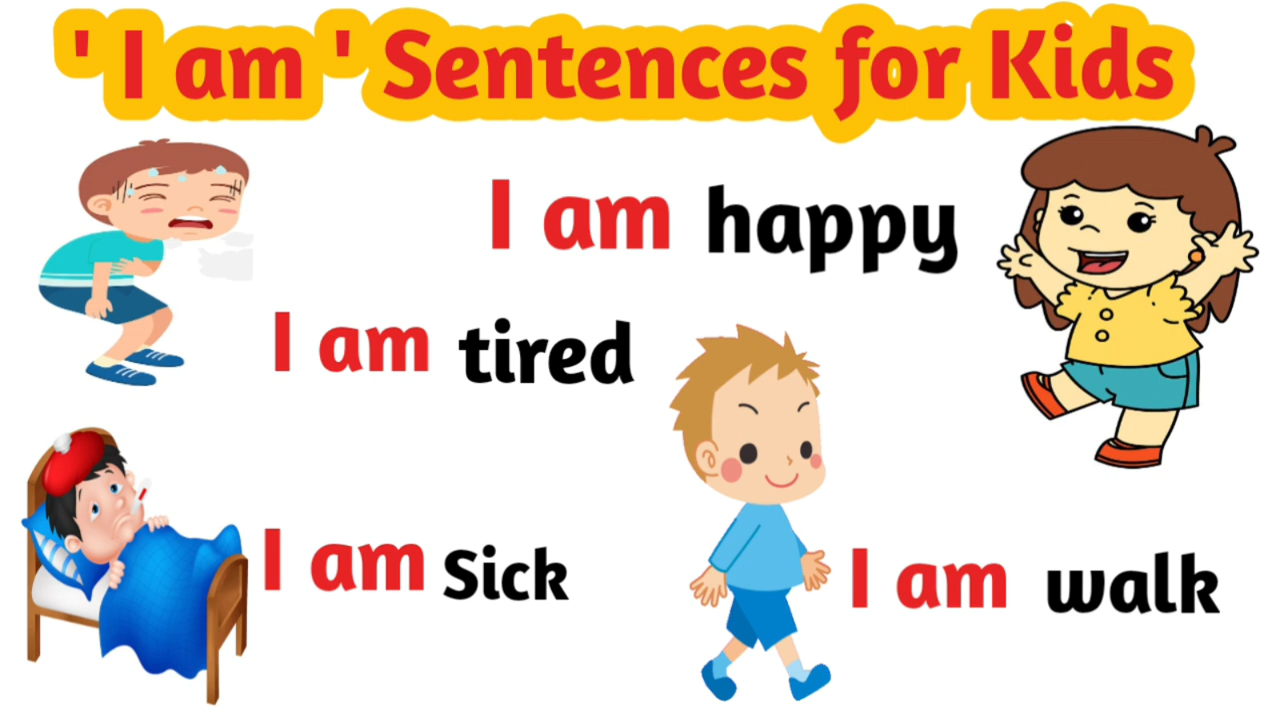 ' I am ' Sentences for Kids
I am happy
I am tired
I am Sick
I am walk